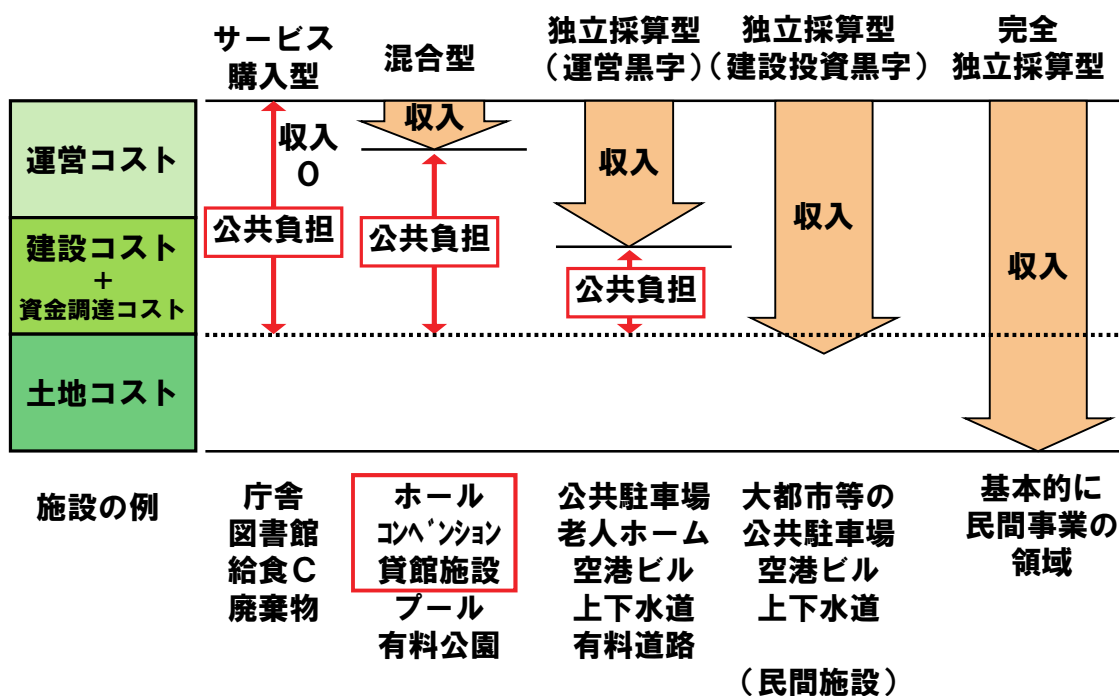 サービス
購入型
混合型
独立採算型
（運営黒字）
独立採算型
（建設投資黒字）
完全
独立採算型
運営コスト
建設コスト
＋
資金調達コスト
土地コスト
収入
０
公共負担
収入
公共負担
収入
公共負担
収入
収入
施設の例
庁舎
図書館
給食Ｃ
廃棄物
ホール
ｺﾝﾍﾞﾝｼｮﾝ
貸館施設
プール
有料公園
公共駐車場
老人ホーム
空港ビル
上下水道
有料道路
大都市等の
公共駐車場
空港ビル
上下水道
（民間施設）
基本的に
民間事業の
領域